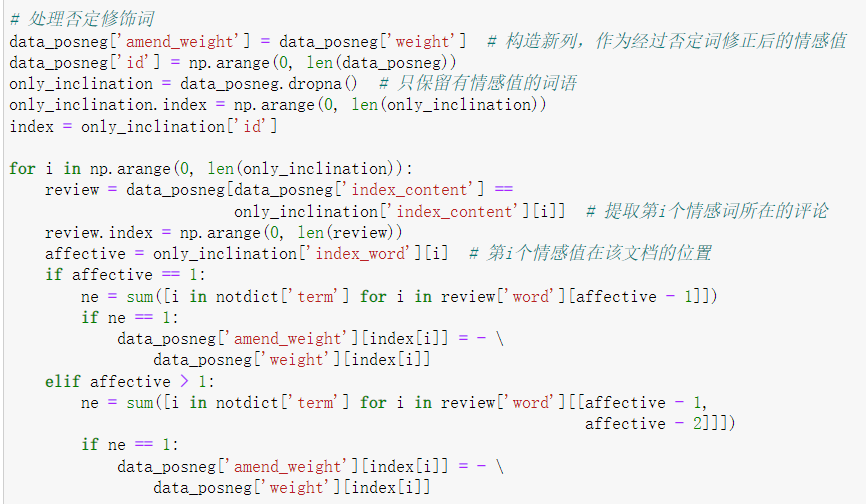 # 处理否定修饰词
data_posneg['amend_weight'] = data_posneg['weight']  # 构造新列，作为经过否定词修正后的情感值
data_posneg['id'] = np.arange(0, len(data_posneg))
only_inclination = data_posneg.dropna()  # 只保留有情感值的词语
only_inclination.index = np.arange(0, len(only_inclination))
index = only_inclination['id']

for i in np.arange(0, len(only_inclination)):
    review = data_posneg[data_posneg['index_content'] ==
                         only_inclination['index_content'][i]]  # 提取第i个情感词所在的评论
    review.index = np.arange(0, len(review))
    affective = only_inclination['index_word'][i]  # 第i个情感值在该文档的位置
    if affective == 1:
        ne = sum([i in notdict['term'] for i in review['word'][affective - 1]])
        if ne == 1:
            data_posneg['amend_weight'][index[i]] = - \
                data_posneg['weight'][index[i]]
    elif affective > 1:
        ne = sum([i in notdict['term'] for i in review['word'][[affective - 1,
                                                                affective - 2]]])
        if ne == 1:
            data_posneg['amend_weight'][index[i]] = - \
                data_posneg['weight'][index[i]]